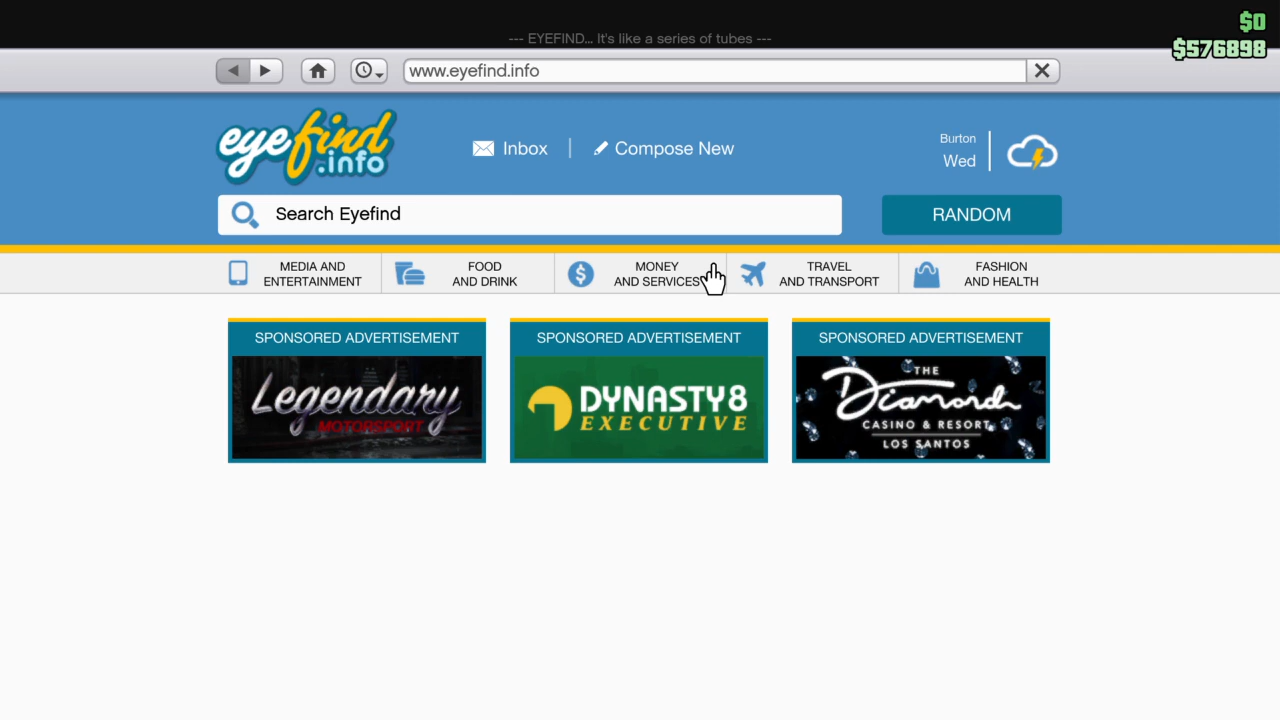 $0
--- EYEFIND... It's like a series of tubes ---
$576898
www.eyefind.info
eyefind
.info
Inbox
Compose New
Burton
Wed
Search Eyefind
RANDOM
MEDIA AND
ENTERTAINMENT
FOOD
AND DRINK
MONEY
AND SERVICES
TRAVEL
AND TRANSPORT
FASHION
AND HEALTH
SPONSORED ADVERTISEMENT
Legendary
MOTORSPORT
SPONSORED ADVERTISEMENT
DYNASTY8
EXECUTIVE
SPONSORED ADVERTISEMENT
THE
Diamond
CASINO & RESORT
LOS SANTOS